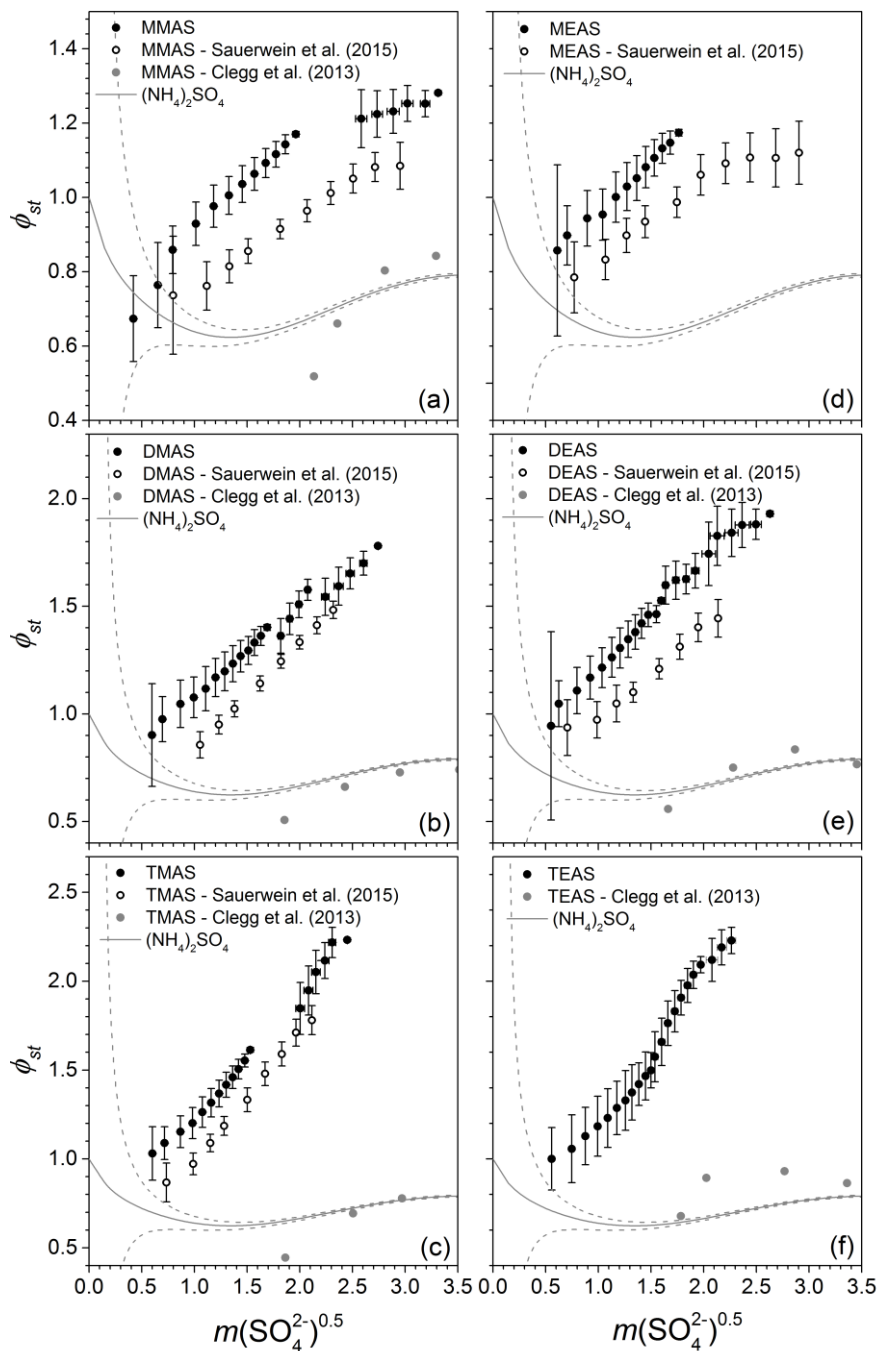 1.4
1.2
1.0
0.8
0.6
0.4
ϕst
MMAS
MMAS - Sauerwein et al. (2015)
MMAS - Clegg et al. (2013)
(NH4)2SO4
(a)
MEAS
MEAS - Sauerwein et al. (2015)
(NH4)2SO4
(d)
2.0
1.5
1.0
0.5
ϕst
DMAS
DMAS - Sauerwein et al. (2015)
DMAS - Clegg et al. (2013)
(NH4)2SO4
(b)
DEAS
DEAS - Sauerwein et al. (2015)
DEAS - Clegg et al. (2013)
(NH4)2SO4
(e)
2.5
2.0
1.5
1.0
0.5
ϕst
TMAS
TMAS - Sauerwein et al. (2015)
TMAS - Clegg et al. (2013)
(NH4)2SO4
(c)
TEAS
TEAS - Clegg et al. (2013)
(NH4)2SO4
(f)
0.0 0.5 1.0 1.5 2.0 2.5 3.0 3.5
0.0 0.5 1.0 1.5 2.0 2.5 3.0 3.5
m(SO4^2-)^0.5
m(SO4^2-)^0.5